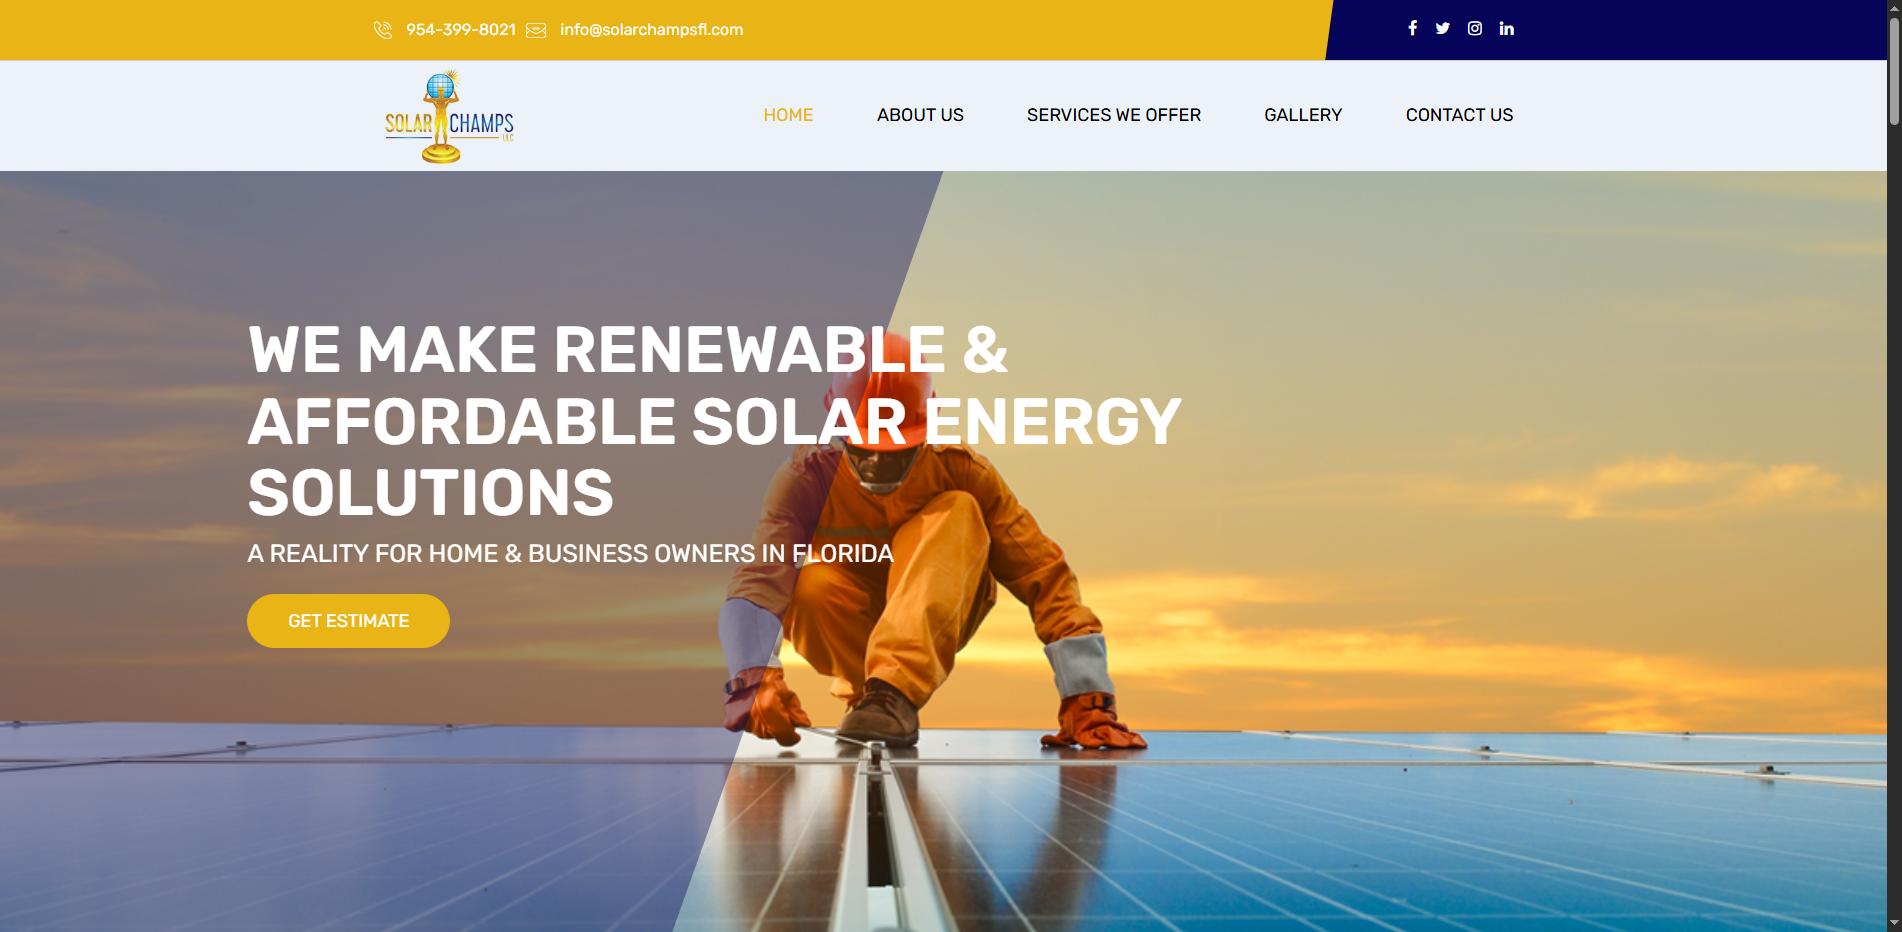 954-399-8021 info@solarchampsfl.com
SOLAR CHAMPS
LLC
HOME ABOUT US SERVICES WE OFFER GALLERY CONTACT US
WE MAKE RENEWABLE &
AFFORDABLE SOLAR ENERGY
SOLUTIONS
A REALITY FOR HOME & BUSINESS OWNERS IN FLORIDA
GET ESTIMATE